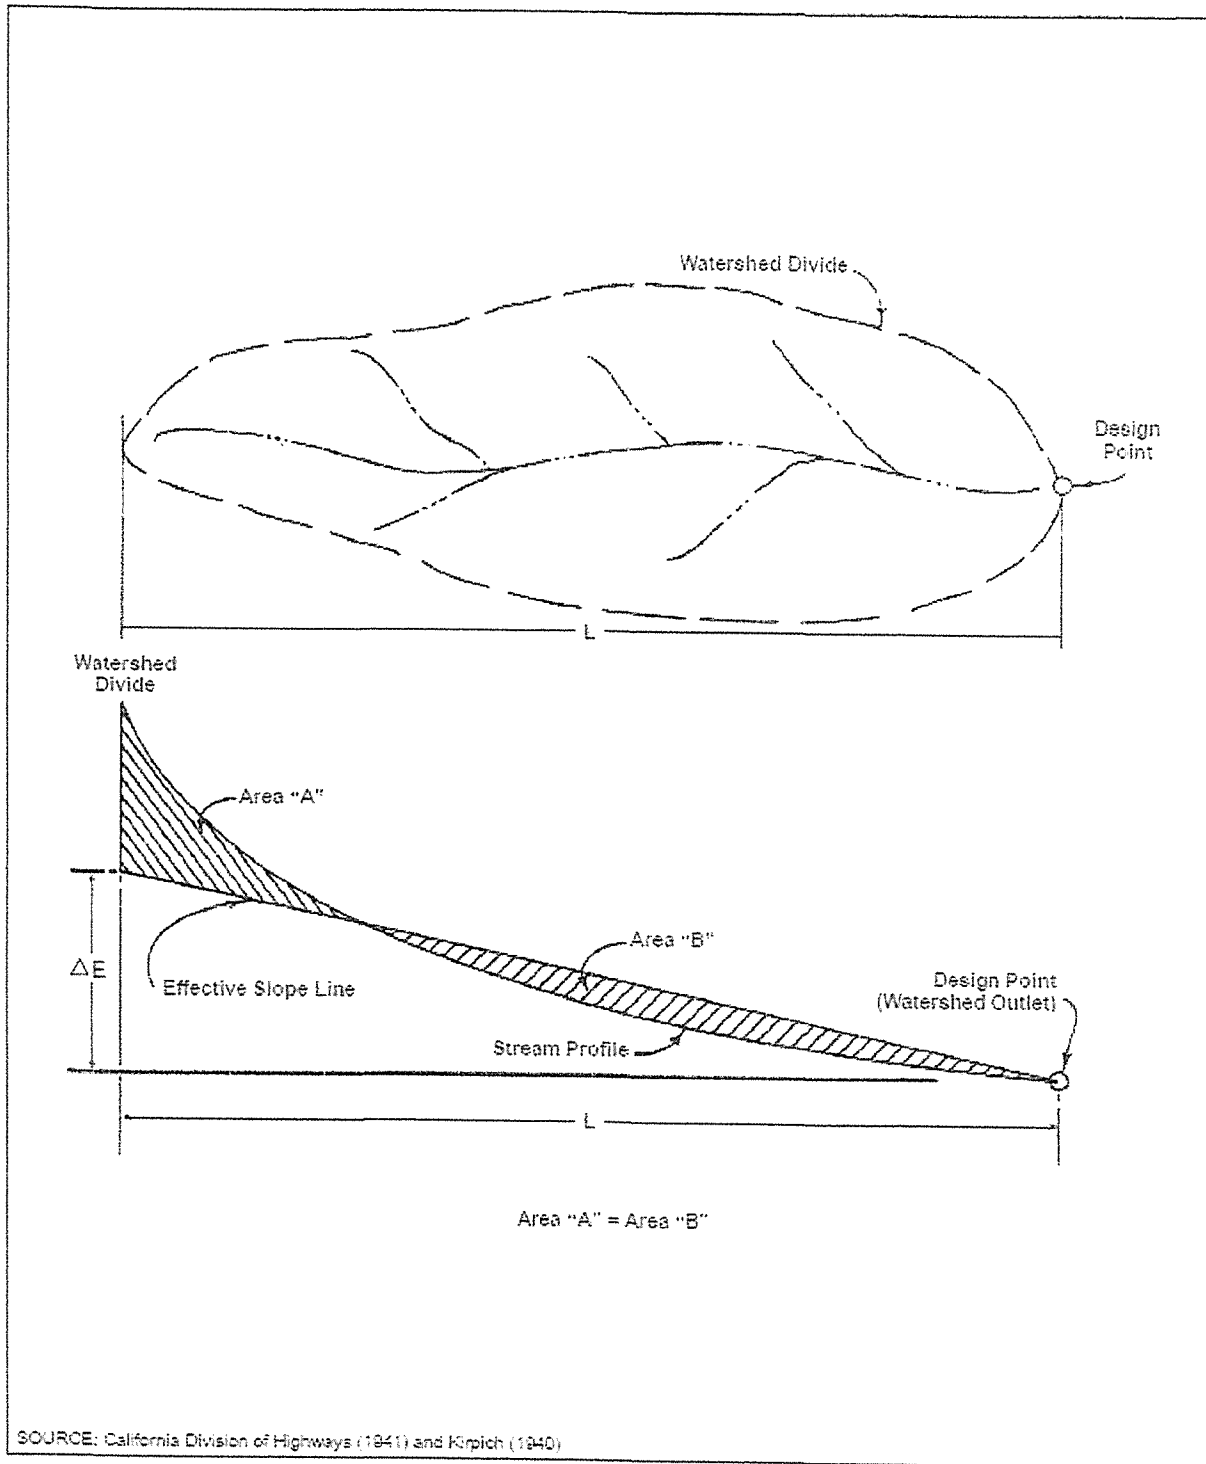 Watershed Divide
Design
Point
L
Watershed
Divide
Area "A"
Area "B"
ΔE
Effective Slope Line
Design Point
(Watershed Outlet)
Stream Profile
L
Area "A" = Area "B"
SOURCE: California Division of Highways (1941) and Kirpich (1940)